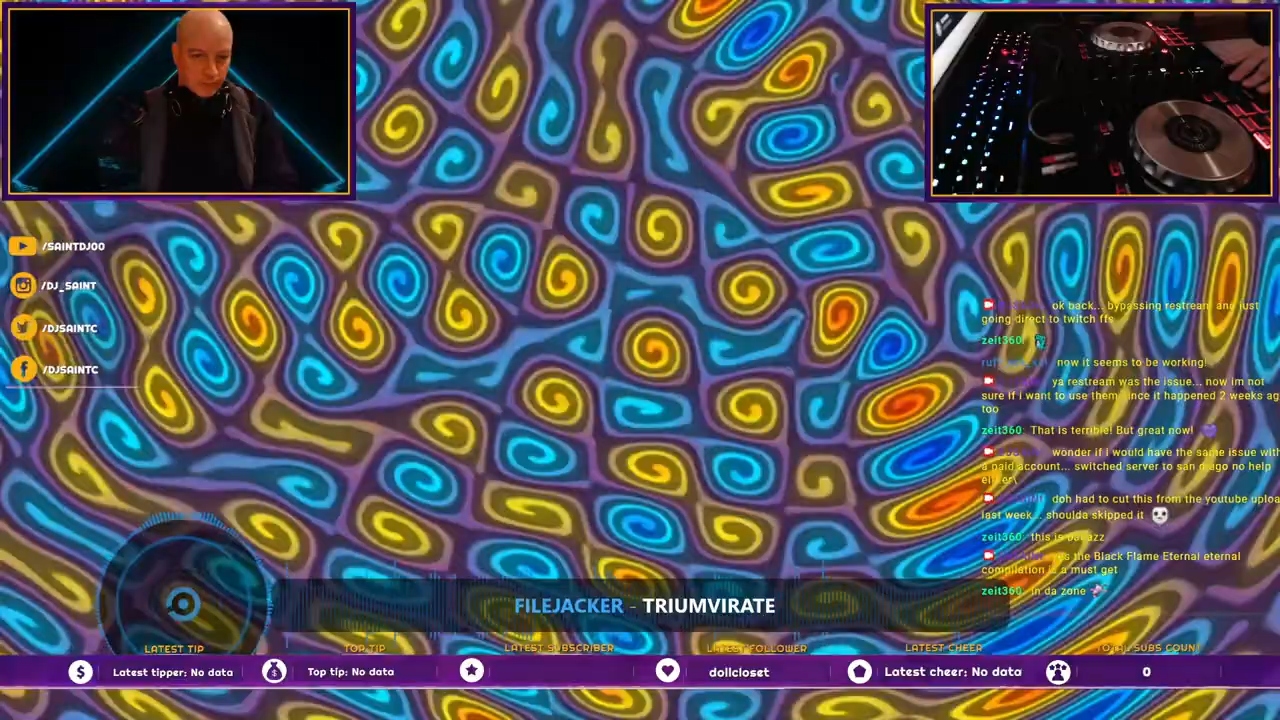 /SAINTDJ00
/DJ_SAINT
/DJSAINTC
/DJSAINTC
ok back... bypassing restream and just
going direct to twitch ffs
zeit360:
now it seems to be working!
ya restream was the issue... now im not
sure if i want to use them since it happened 2 weeks ag
too
zeit360: That is terrible! But great now!
wonder if I would have the same issue with
a paid account... switched server to san diego no help
either\
doh had to cut this from the youtube uploa
last week... shoulda skipped it
zeit360: this is
yes the Black Flame Eternal eternal
compilation is a must get
zeit360: in da zone
FILEJACKER - TRIUMVIRATE
LATEST TIP TOP TIP LATEST SUBSCRIBER LATEST FOLLOWER LATEST CHEER TOTAL SUBS COUNT
Latest tipper: No data Top tip: No data dollcloset Latest cheer: No data 0